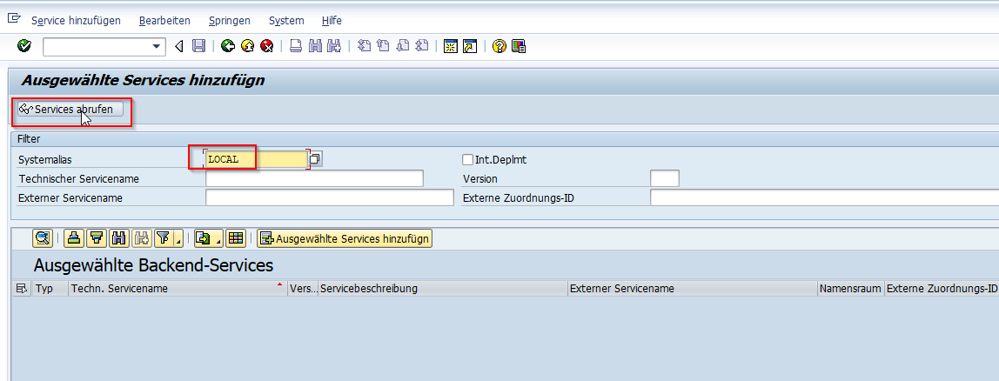 Service hinzufügen Bearbeiten Springen System Hilfe
Ausgewählte Services hinzufügn
Services abrufen
Filter
Systemalias LOCAL Int.Deplmt
Technischer Servicename Version
Externer Servicename Externe Zuordnungs-ID
Ausgewählte Services hinzufügn
Ausgewählte Backend-Services
Typ Techn. Servicename Vers... Servicebeschreibung Externer Servicename Namensraum Externe Zuordnungs-ID